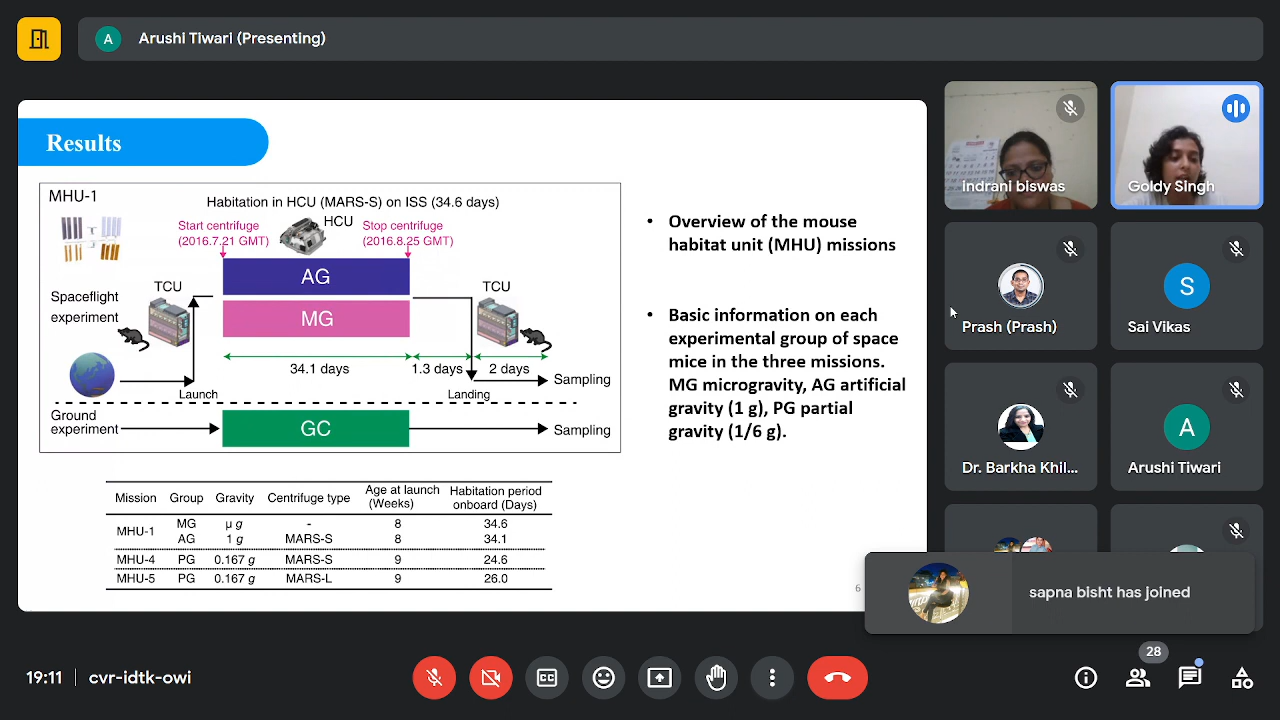 A
Arushi Tiwari (Presenting)
Results
MHU-1
Habitation in HCU (MARS-S) on ISS (34.6 days)
Start centrifuge
(2016.7.21 GMT)
HCU
Stop centrifuge
(2016.8.25 GMT)
AG
MG
TCU
TCU
Spaceflight
experiment
34.1 days
1.3 days
2 days
Sampling
Launch
Landing
Ground
experiment
GC
Sampling
Mission Group Gravity Centrifuge type Age at launch (Weeks) Habitation period onboard (Days)
MHU-1 MG μ g - 8 34.6
AG 1 g MARS-S 8 34.1
MHU-4 PG 0.167 g MARS-S 9 24.6
MHU-5 PG 0.167 g MARS-L 9 26.0
• Overview of the mouse
habitat unit (MHU) missions
• Basic information on each
experimental group of space
mice in the three missions.
MG microgravity, AG artificial
gravity (1 g), PG partial
gravity (1/6 g).
6
indrani biswas
Goldy Singh
Prash (Prash)
S
Sai Vikas
Dr. Barkha Khil...
A
Arushi Tiwari
sapna bisht has joined
19:11 | cvr-idtk-owi
CC
28